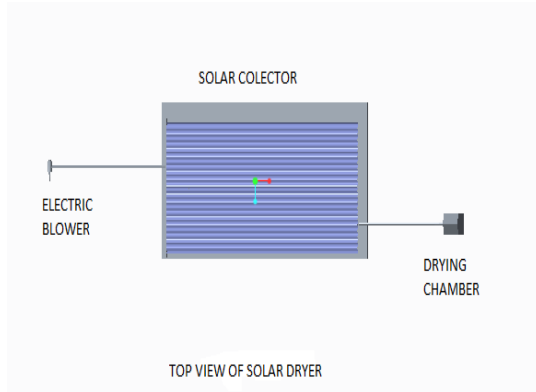 SOLAR COLECTOR
ELECTRIC
BLOWER
DRYING
CHAMBER
TOP VIEW OF SOLAR DRYER